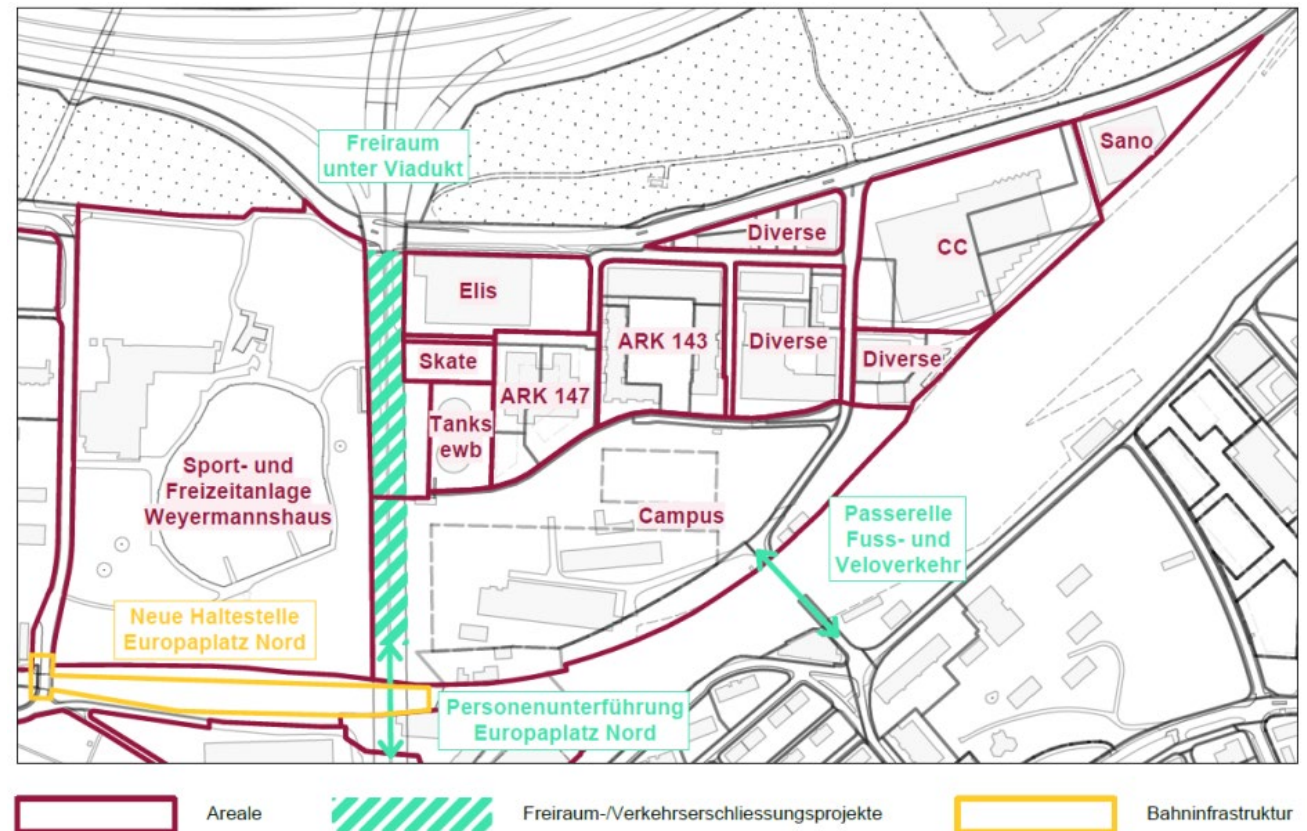 Freiraum
unter Viadukt
Sano
Diverse
CC
Elis
ARK 143
Diverse
Diverse
Skate
ARK 147
Tanks
ewb
Sport- und
Freizeitanlage
Weyermannshaus
Campus
Passerelle
Fuss- und
Veloverkehr
Neue Haltestelle
Europaplatz Nord
Personenunterführung
Europaplatz Nord
Areale
Freiraum-/Verkehrserschliessungsprojekte
Bahninfrastruktur